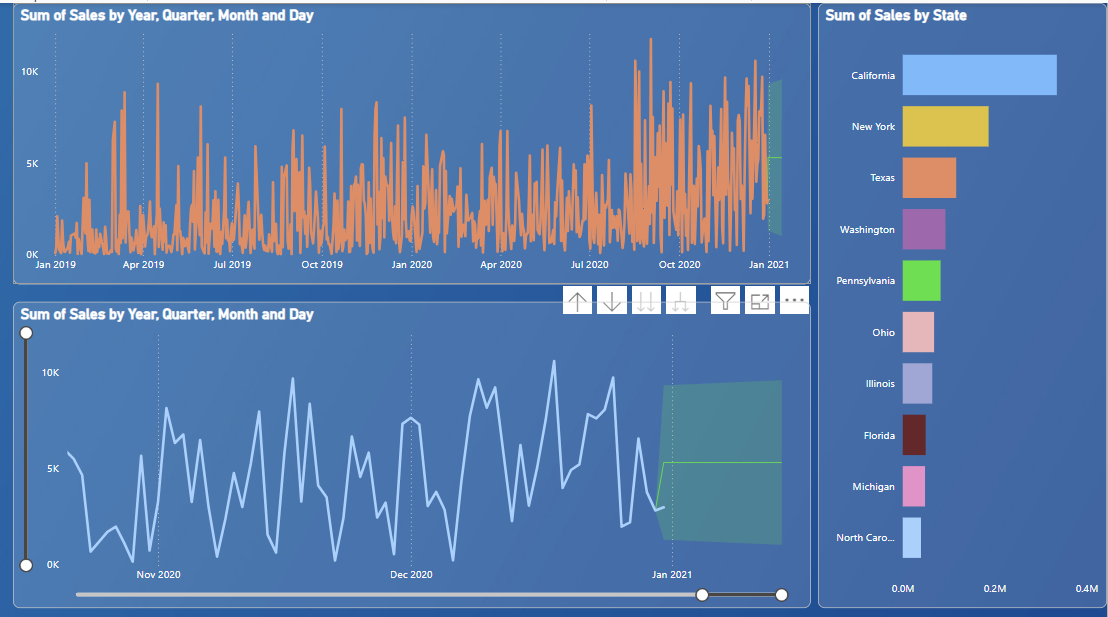 Sum of Sales by Year, Quarter, Month and Day
10K
5K
0K
Jan 2019 Apr 2019 Jul 2019 Oct 2019 Jan 2020 Apr 2020 Jul 2020 Oct 2020 Jan 2021
Sum of Sales by Year, Quarter, Month and Day
10K
5K
0K
Nov 2020 Dec 2020 Jan 2021
Sum of Sales by State
California
New York
Texas
Washington
Pennsylvania
Ohio
Illinois
Florida
Michigan
North Caro...
0.0M 0.2M 0.4M